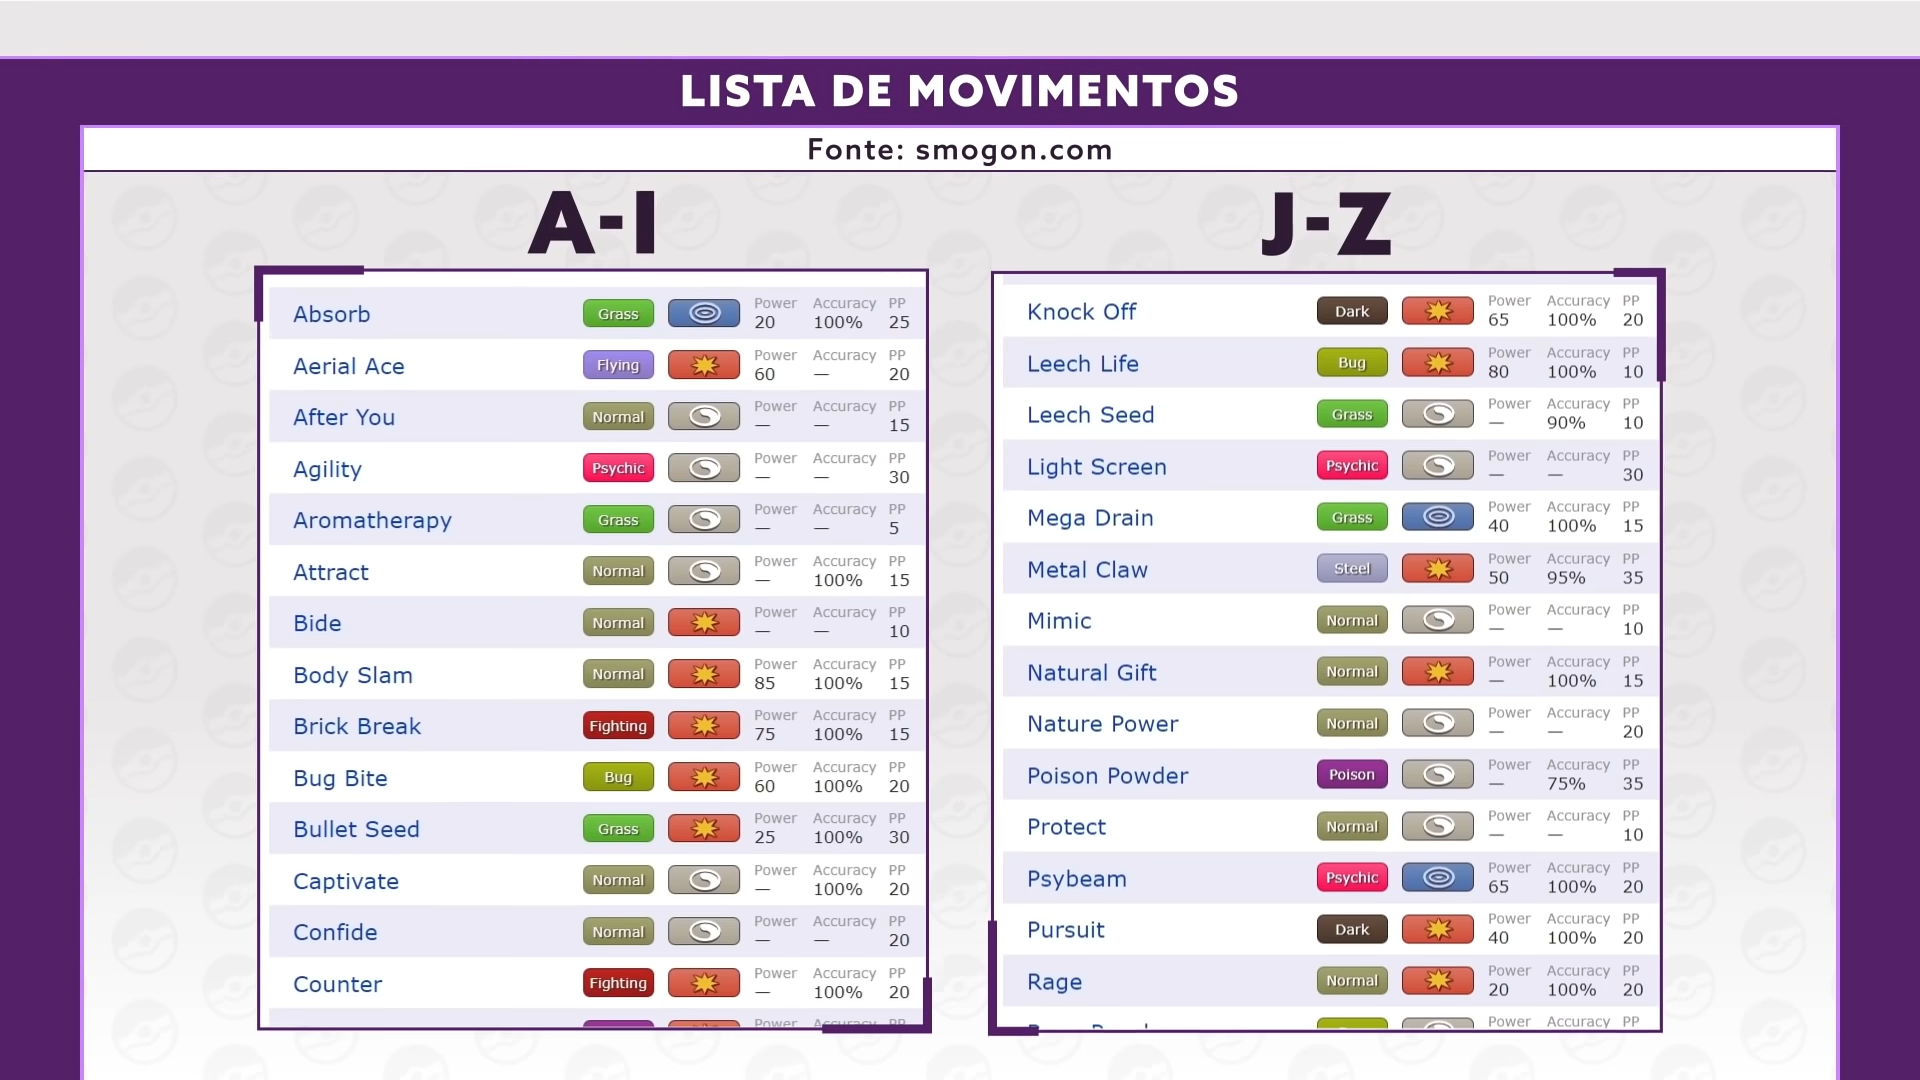 LISTA DE MOVIMENTOS
Fonte: smogon.com
A-I
Absorb Grass Power 20 Accuracy 100% PP 25
Aerial Ace Flying Power 60 Accuracy — PP 20
After You Normal Power — Accuracy — PP 15
Agility Psychic Power — Accuracy — PP 30
Aromatherapy Grass Power — Accuracy — PP 5
Attract Normal Power — Accuracy 100% PP 15
Bide Normal Power — Accuracy — PP 10
Body Slam Normal Power 85 Accuracy 100% PP 15
Brick Break Fighting Power 75 Accuracy 100% PP 15
Bug Bite Bug Power 60 Accuracy 100% PP 20
Bullet Seed Grass Power 25 Accuracy 100% PP 30
Captivate Normal Power — Accuracy 100% PP 20
Confide Normal Power — Accuracy — PP 20
Counter Fighting Power — Accuracy 100% PP 20
Power Accuracy PP
J-Z
Knock Off Dark Power 65 Accuracy 100% PP 20
Leech Life Bug Power 80 Accuracy 100% PP 10
Leech Seed Grass Power — Accuracy 90% PP 10
Light Screen Psychic Power — Accuracy — PP 30
Mega Drain Grass Power 40 Accuracy 100% PP 15
Metal Claw Steel Power 50 Accuracy 95% PP 35
Mimic Normal Power — Accuracy — PP 10
Natural Gift Normal Power — Accuracy 100% PP 15
Nature Power Normal Power — Accuracy — PP 20
Poison Powder Poison Power — Accuracy 75% PP 35
Protect Normal Power — Accuracy — PP 10
Psybeam Psychic Power 65 Accuracy 100% PP 20
Pursuit Dark Power 40 Accuracy 100% PP 20
Rage Normal Power 20 Accuracy 100% PP 20
Power Accuracy PP